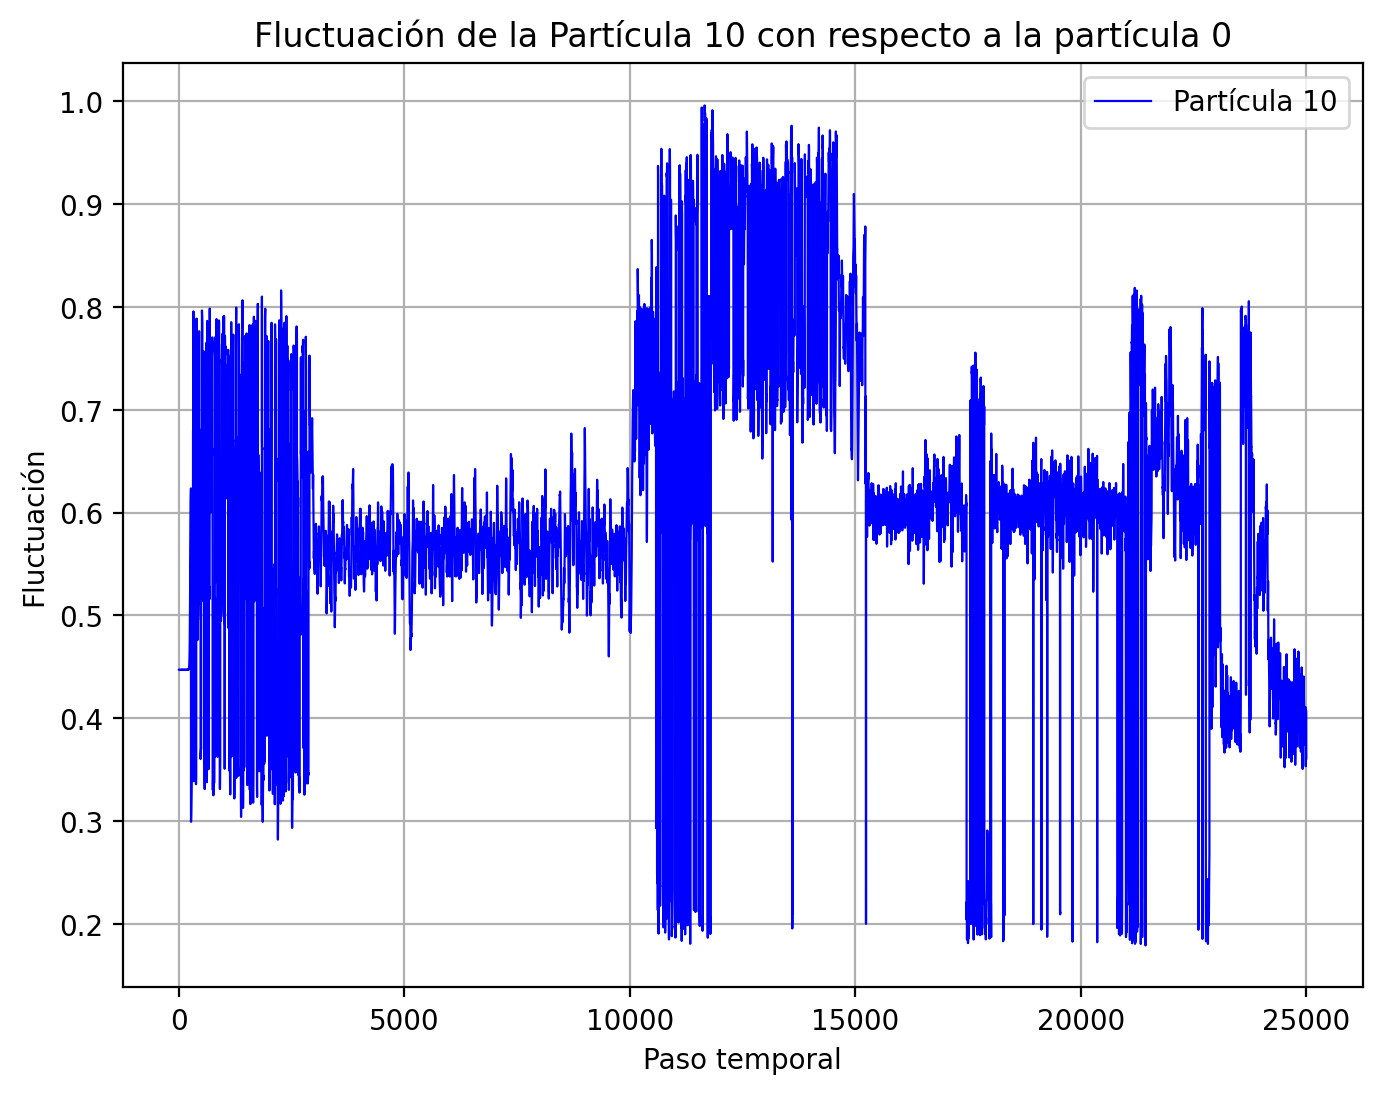 Fluctuación de la Partícula 10 con respecto a la partícula 0
Partícula 10
1.0
0.9
0.8
0.7
0.6
0.5
0.4
0.3
0.2
Fluctuación
0 5000 10000 15000 20000 25000
Paso temporal